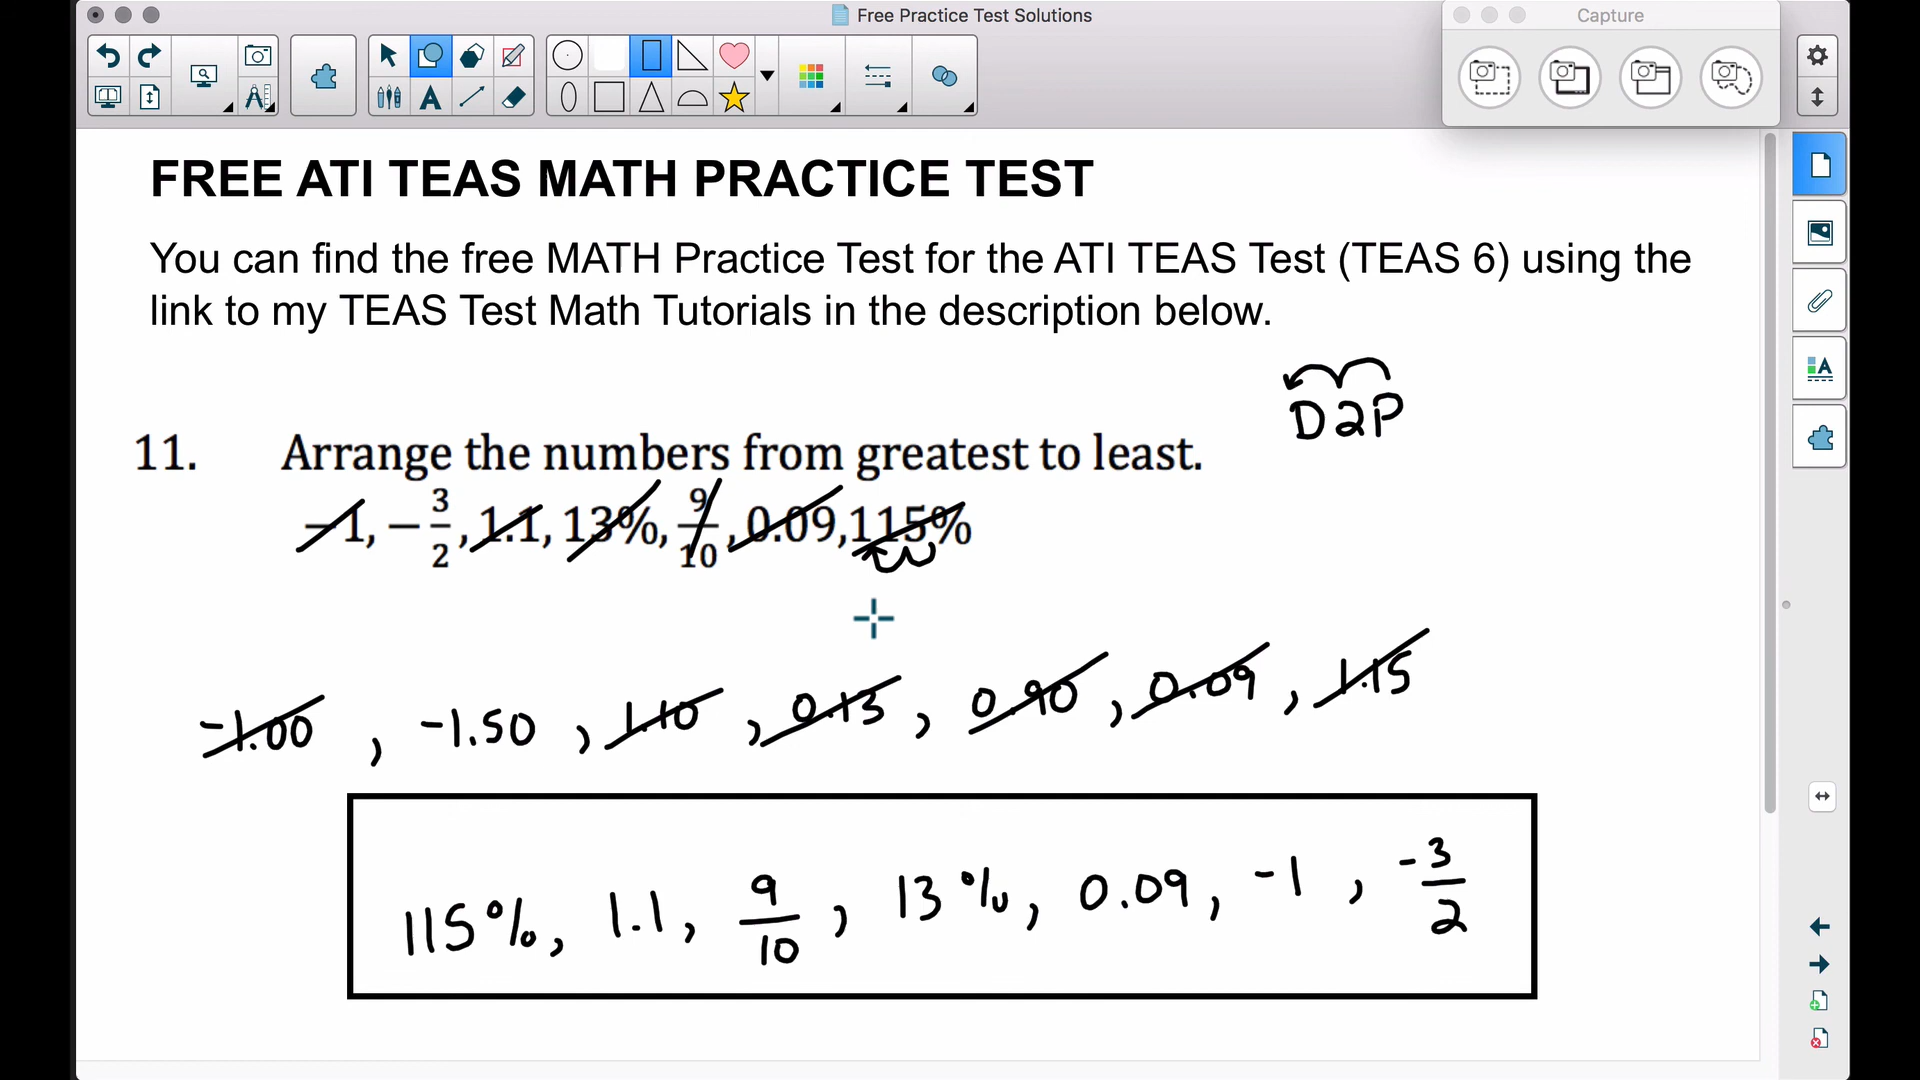 Free Practice Test Solutions
Capture
FREE ATI TEAS MATH PRACTICE TEST
You can find the free MATH Practice Test for the ATI TEAS Test (TEAS 6) using the
link to my TEAS Test Math Tutorials in the description below.
D2P
11. Arrange the numbers from greatest to least.
-1, -3/2, 1.1, 13%, 9/10, 0.09, 115%
-1.00, -1.50, 1.10, 0.13, 0.90, 0.09, 1.15
115%, 1.1, 9/10, 13%, 0.09, -1, -3/2